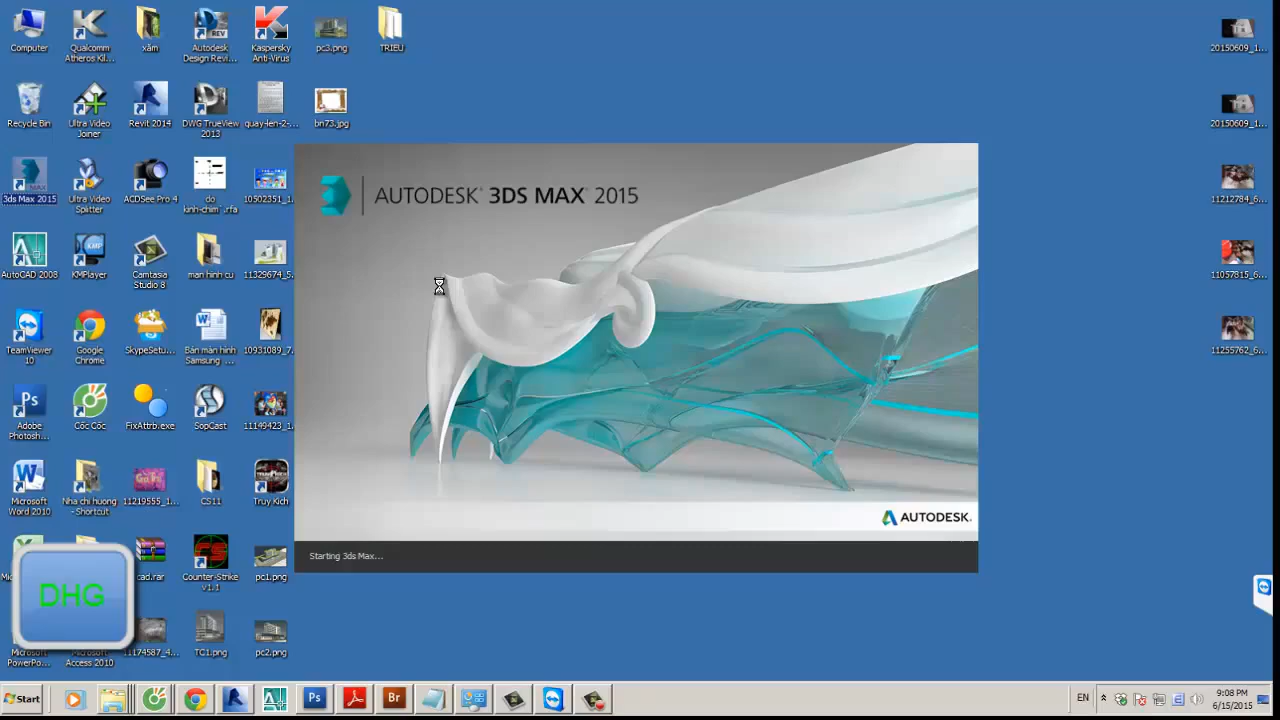 Computer
Qualcomm
Atheros Kil...
xắm
Autodesk
Design Revi...
Kaspersky
Anti-Virus
pc3.png
TRIEU
20150609_1...
Recycle Bin
Ultra Video
Joiner
Revit 2014
DWG TrueView
2013
quay-len-2-...
bn73.jpg
20150609_1...
3ds Max 2015
Ultra Video
Splitter
ACDSee Pro 4
do
kinh-chim`.rfa
10502351_1...
11212784_6...
AUTODESK® 3DS MAX® 2015
AutoCAD 2008
KMPlayer
Camtasia
Studio 8
man hinh cu
11329674_5...
11057815_6...
TeamViewer
10
Google
Chrome
SkypeSetu...
Bán màn hình
Samsung ...
10931089_7...
11255762_6...
Adobe
Photosh...
Cốc Cốc
FixAttrb.exe
SopCast
11149423_1...
Microsoft
Word 2010
Nha chi huong
- Shortcut
11219555_1...
CS11
Truy Kich
AUTODESK.
Starting 3ds Max...
cad.rar
Counter-Strike
v1.1
pc1.png
DHG
Microsoft
PowerPo...
Microsoft
Access 2010
11174587_4...
TC1.png
pc2.png
Start
EN
9:08 PM
6/15/2015